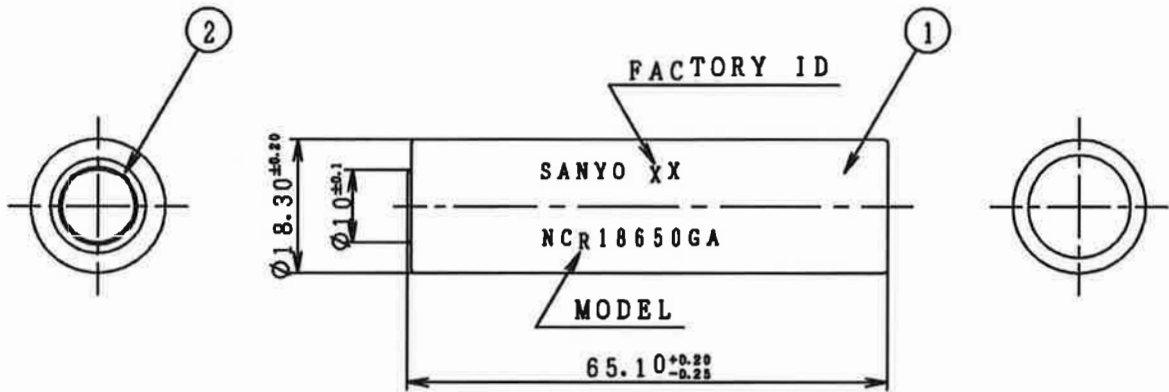 2
1
FACTORY ID
SANYO XX
Ø18.30±0.20
Ø10±0.1
NCR18650GA
MODEL
65.10 +0.20 -0.25